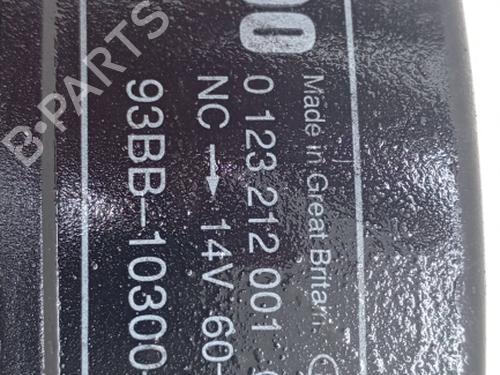 00
Made in Great Britain
0 123 212 001
NC → 14V 60-
93BB-10300-
B-PARTS